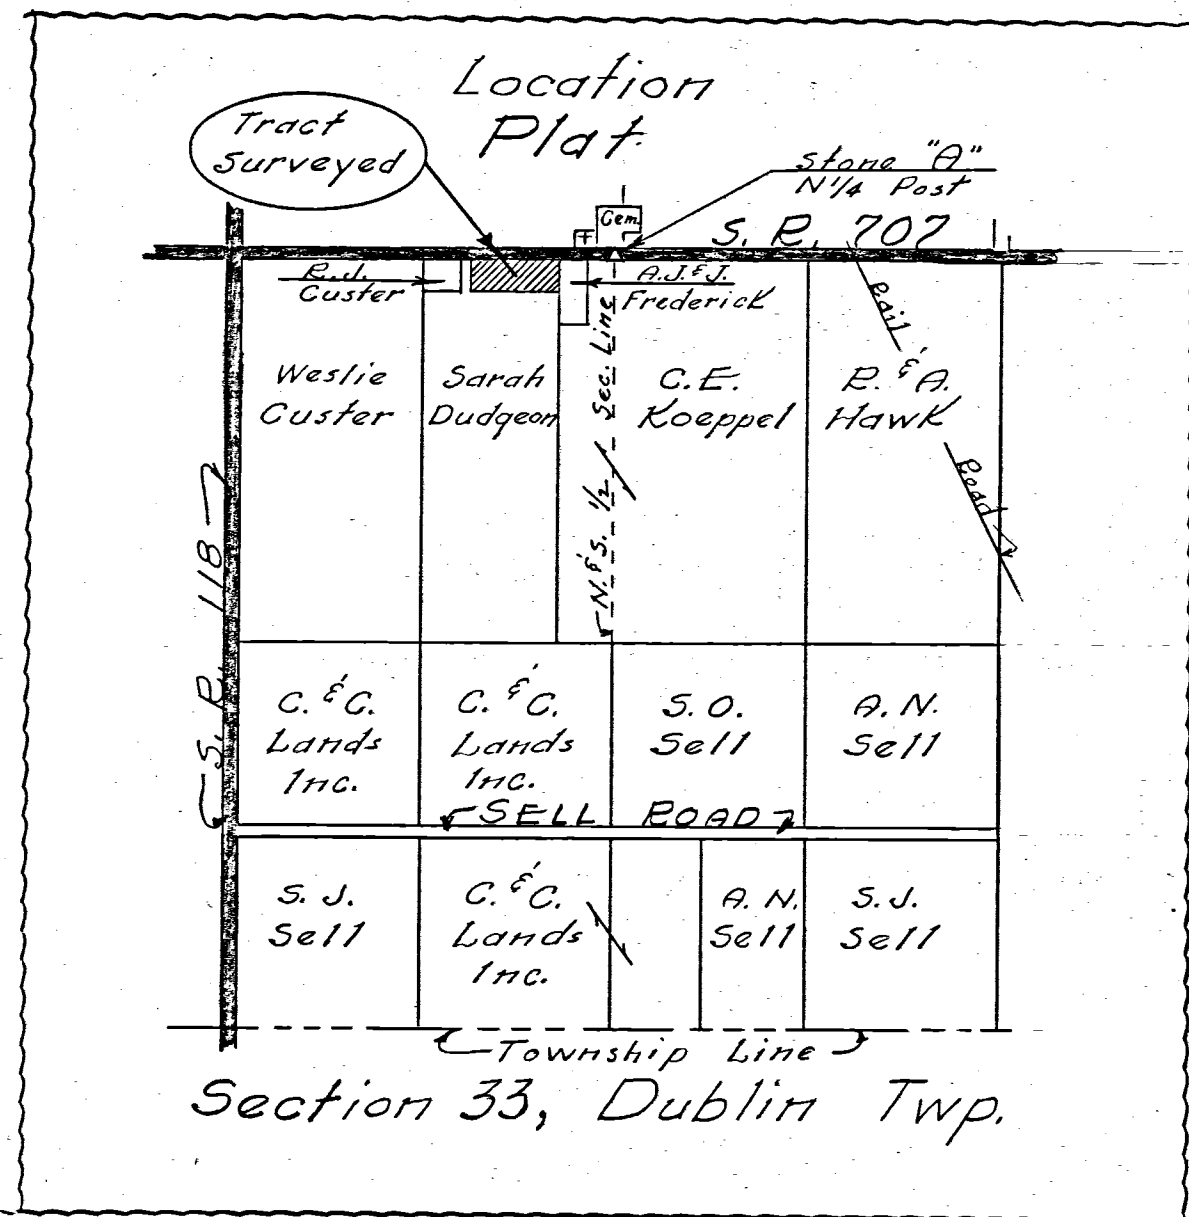 Location
Plat.
Tract
Surveyed
Stone "A"
N 1/4 Post
Cem.
S. R. 707
R. J.
Custer
A. J. & J.
Frederick
Rail
Road
Weslie
Custer
Sarah
Dudgeon
C. E.
Koeppel
R. & A.
Hawk
N. & S. 1/2 Sec. Line
S. R. 118
C. & C.
Lands
Inc.
C. & C.
Lands
Inc.
S. O.
Sell
A. N.
Sell
SELL ROAD
S. J.
Sell
C. & C.
Lands
Inc.
A. N.
Sell
S. J.
Sell
Township Line
Section 33, Dublin Twp.